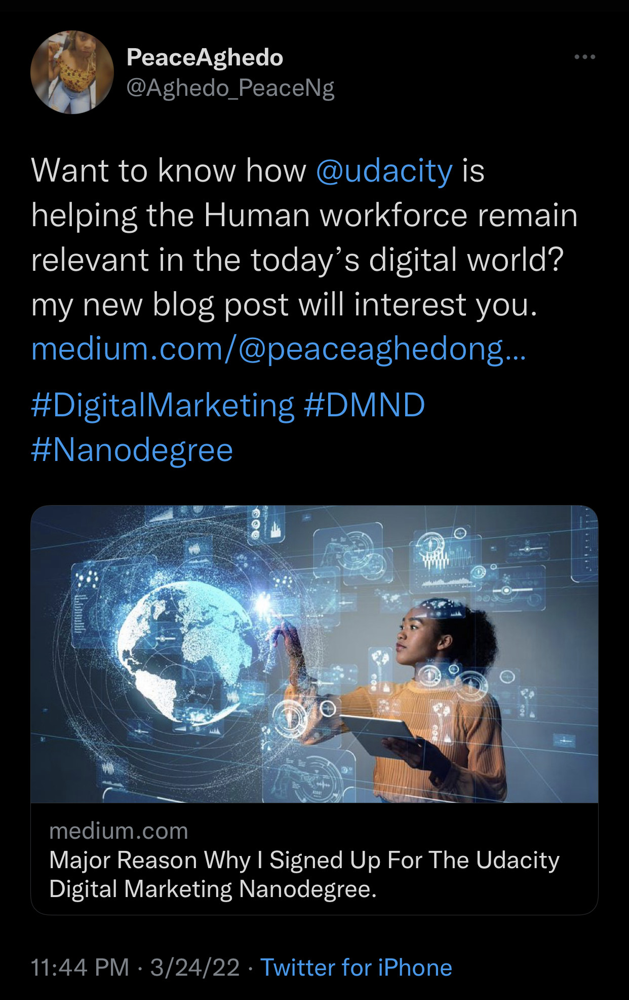 PeaceAghedo
@Aghedo_PeaceNg
Want to know how @udacity is
helping the Human workforce remain
relevant in the today’s digital world?
my new blog post will interest you.
medium.com/@peaceaghedong...
#DigitalMarketing #DMND
#Nanodegree
medium.com
Major Reason Why I Signed Up For The Udacity
Digital Marketing Nanodegree.
11:44 PM · 3/24/22 · Twitter for iPhone